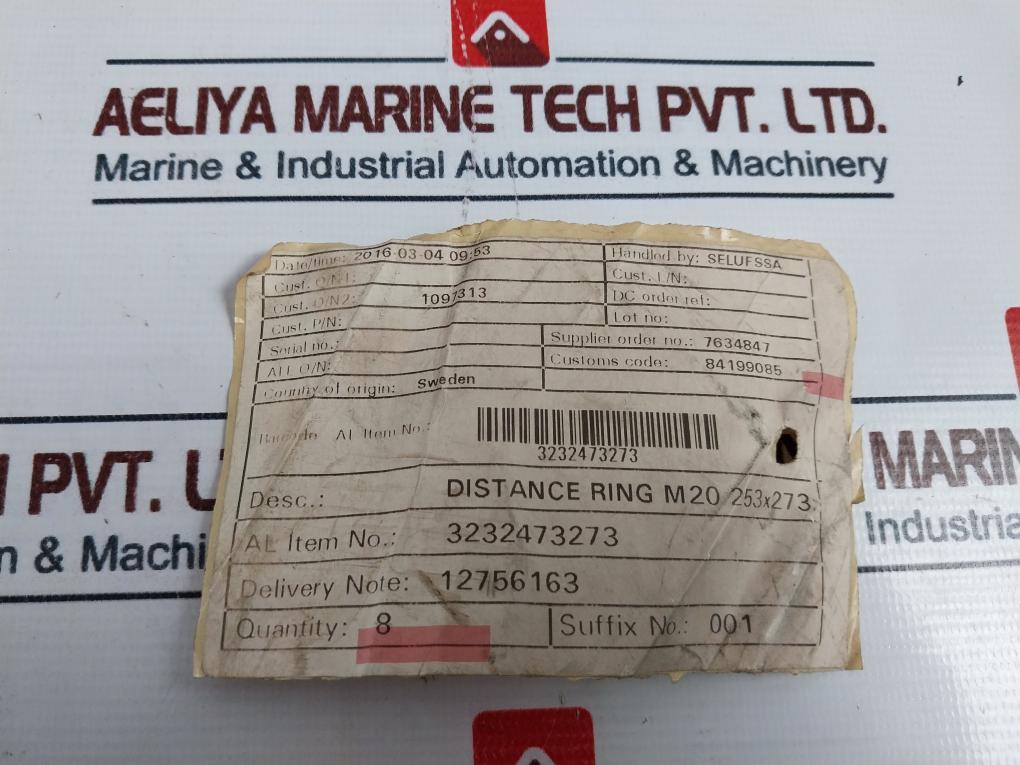 AELIYA MARINE TECH PVT. LTD.
Marine & Industrial Automation & Machinery
Date/time: 2016-03-04 09:53
Handled by: SELUFSSA
Cust. O/N1:
Cust. L/N:
Cust. O/N2: 1097313
DC order ref:
Cust. P/N:
Lot no:
Serial no.:
Supplier order no.: 7634847
ALL O/N:
Customs code: 84199085
Country of origin: Sweden
Barcode AL Item No.:
3232473273
Desc.: DISTANCE RING M20 253x273
AL Item No.: 3232473273
Delivery Note: 12756163
Quantity: 8
Suffix No.: 001
PVT. L
n & Machi
MARIN
Industria